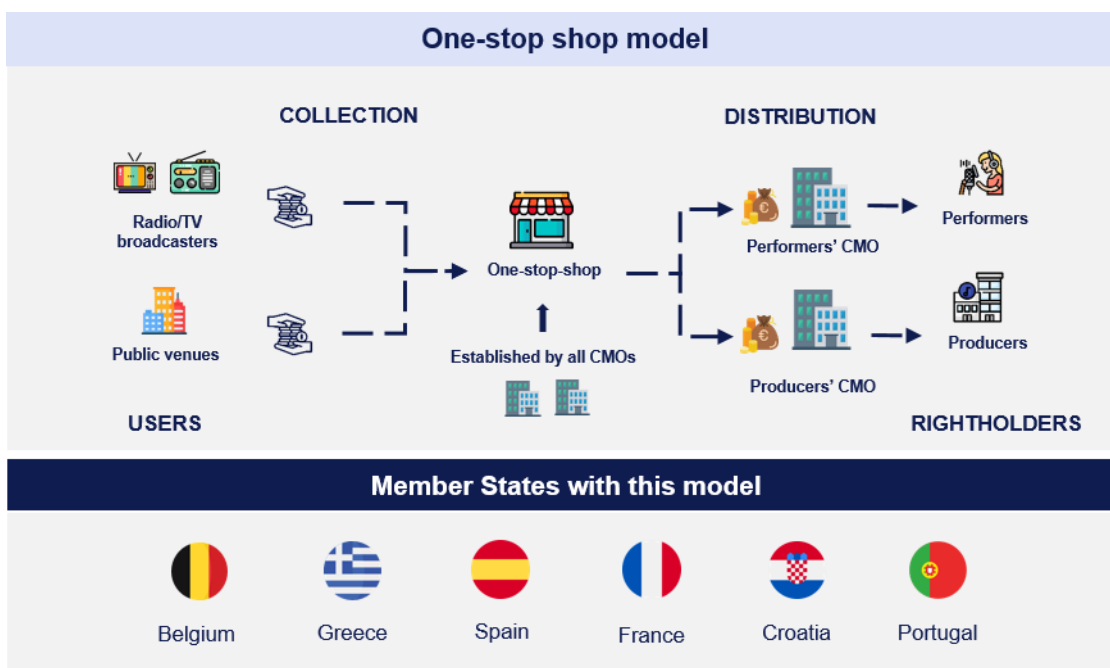 One-stop shop model
COLLECTION
DISTRIBUTION
Radio/TV
broadcasters
One-stop-shop
Performers' CMO
Performers
Public venues
Established by all CMOs
Producers' CMO
Producers
USERS
RIGHTHOLDERS
Member States with this model
Belgium
Greece
Spain
France
Croatia
Portugal